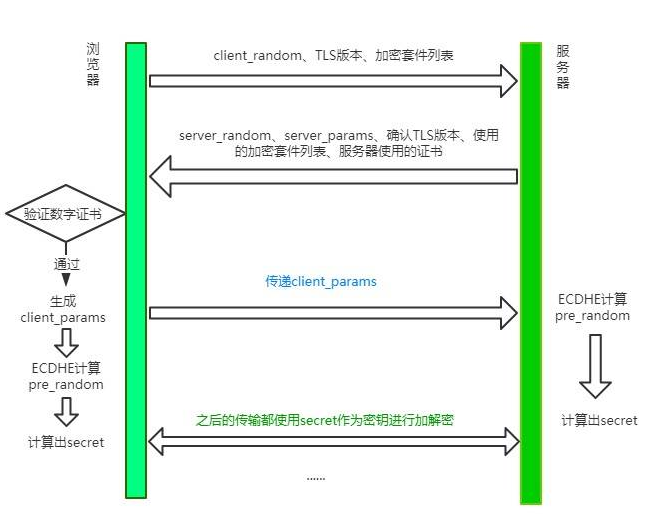 浏览器
服务器
client_random、TLS版本、加密套件列表
server_random、server_params、确认TLS版本、使用
的加密套件列表、服务器使用的证书
验证数字证书
通过
生成
client_params
传递client_params
ECDHE计算
pre_random
ECDHE计算
pre_random
计算出secret
计算出secret
之后的传输都使用secret作为密钥进行加解密
......